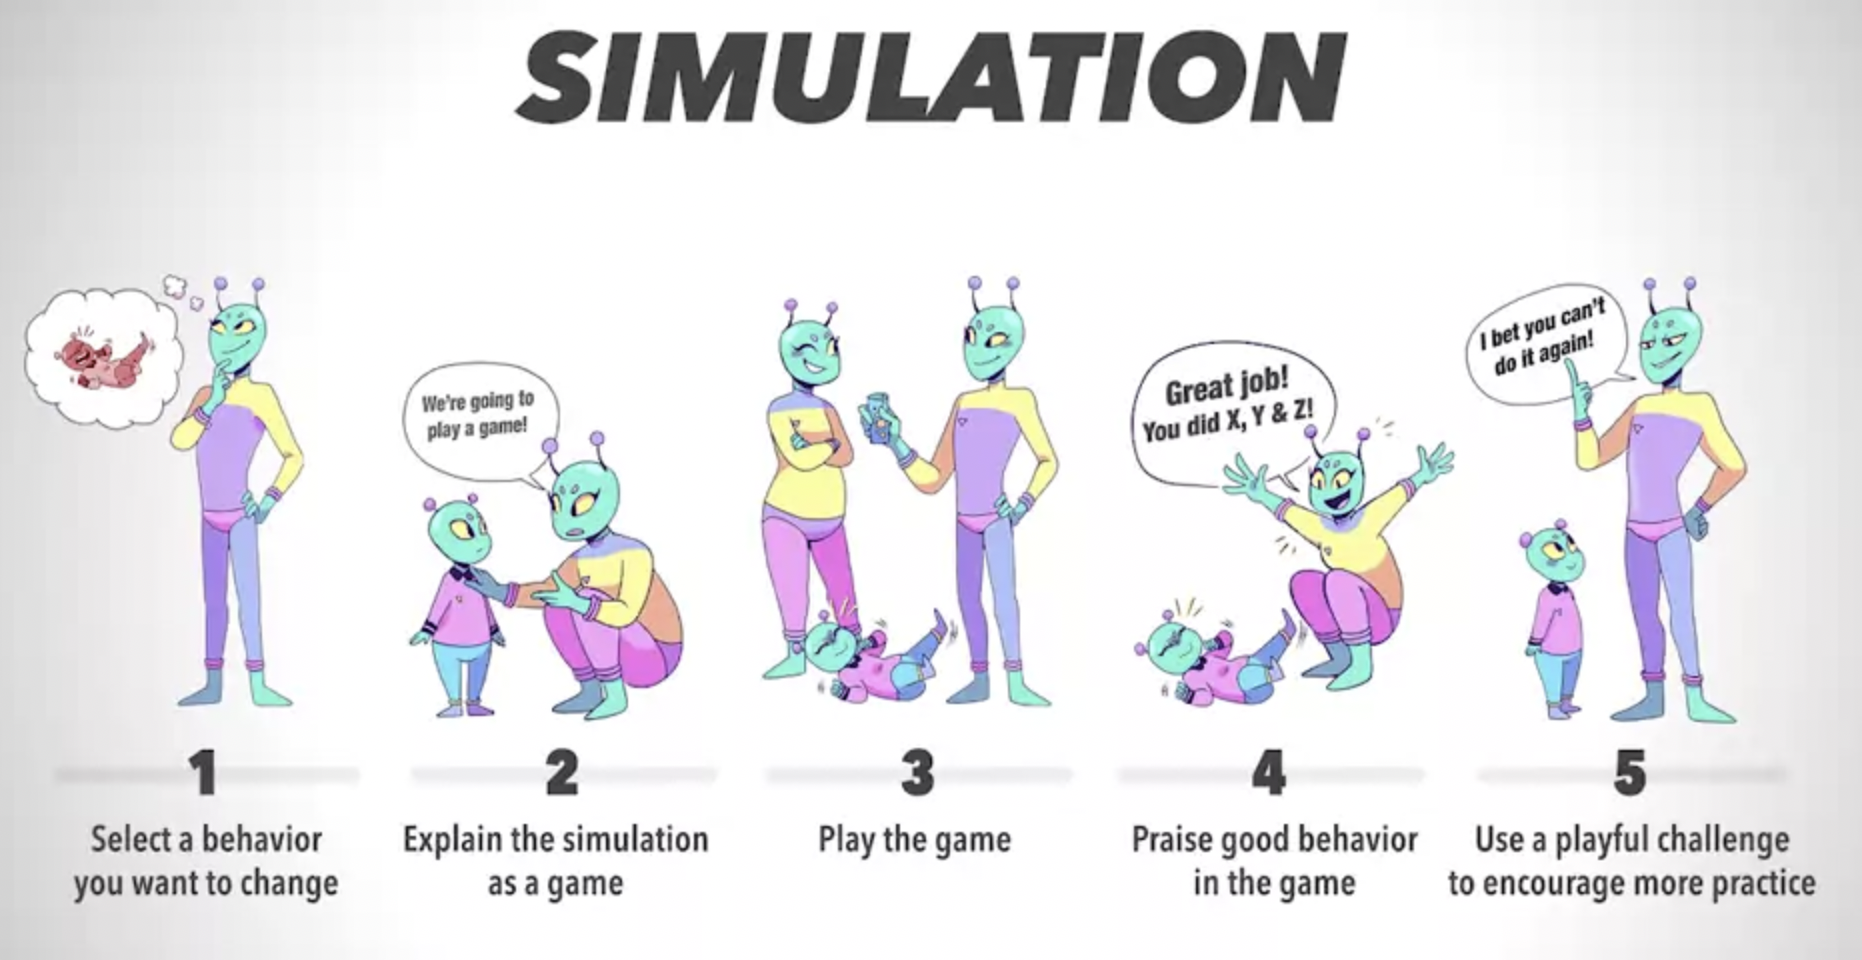 SIMULATION
We're going to
play a game!
Great job!
You did X, Y & Z!
I bet you can't
do it again!
1
Select a behavior
you want to change
2
Explain the simulation
as a game
3
Play the game
4
Praise good behavior
in the game
5
Use a playful challenge
to encourage more practice